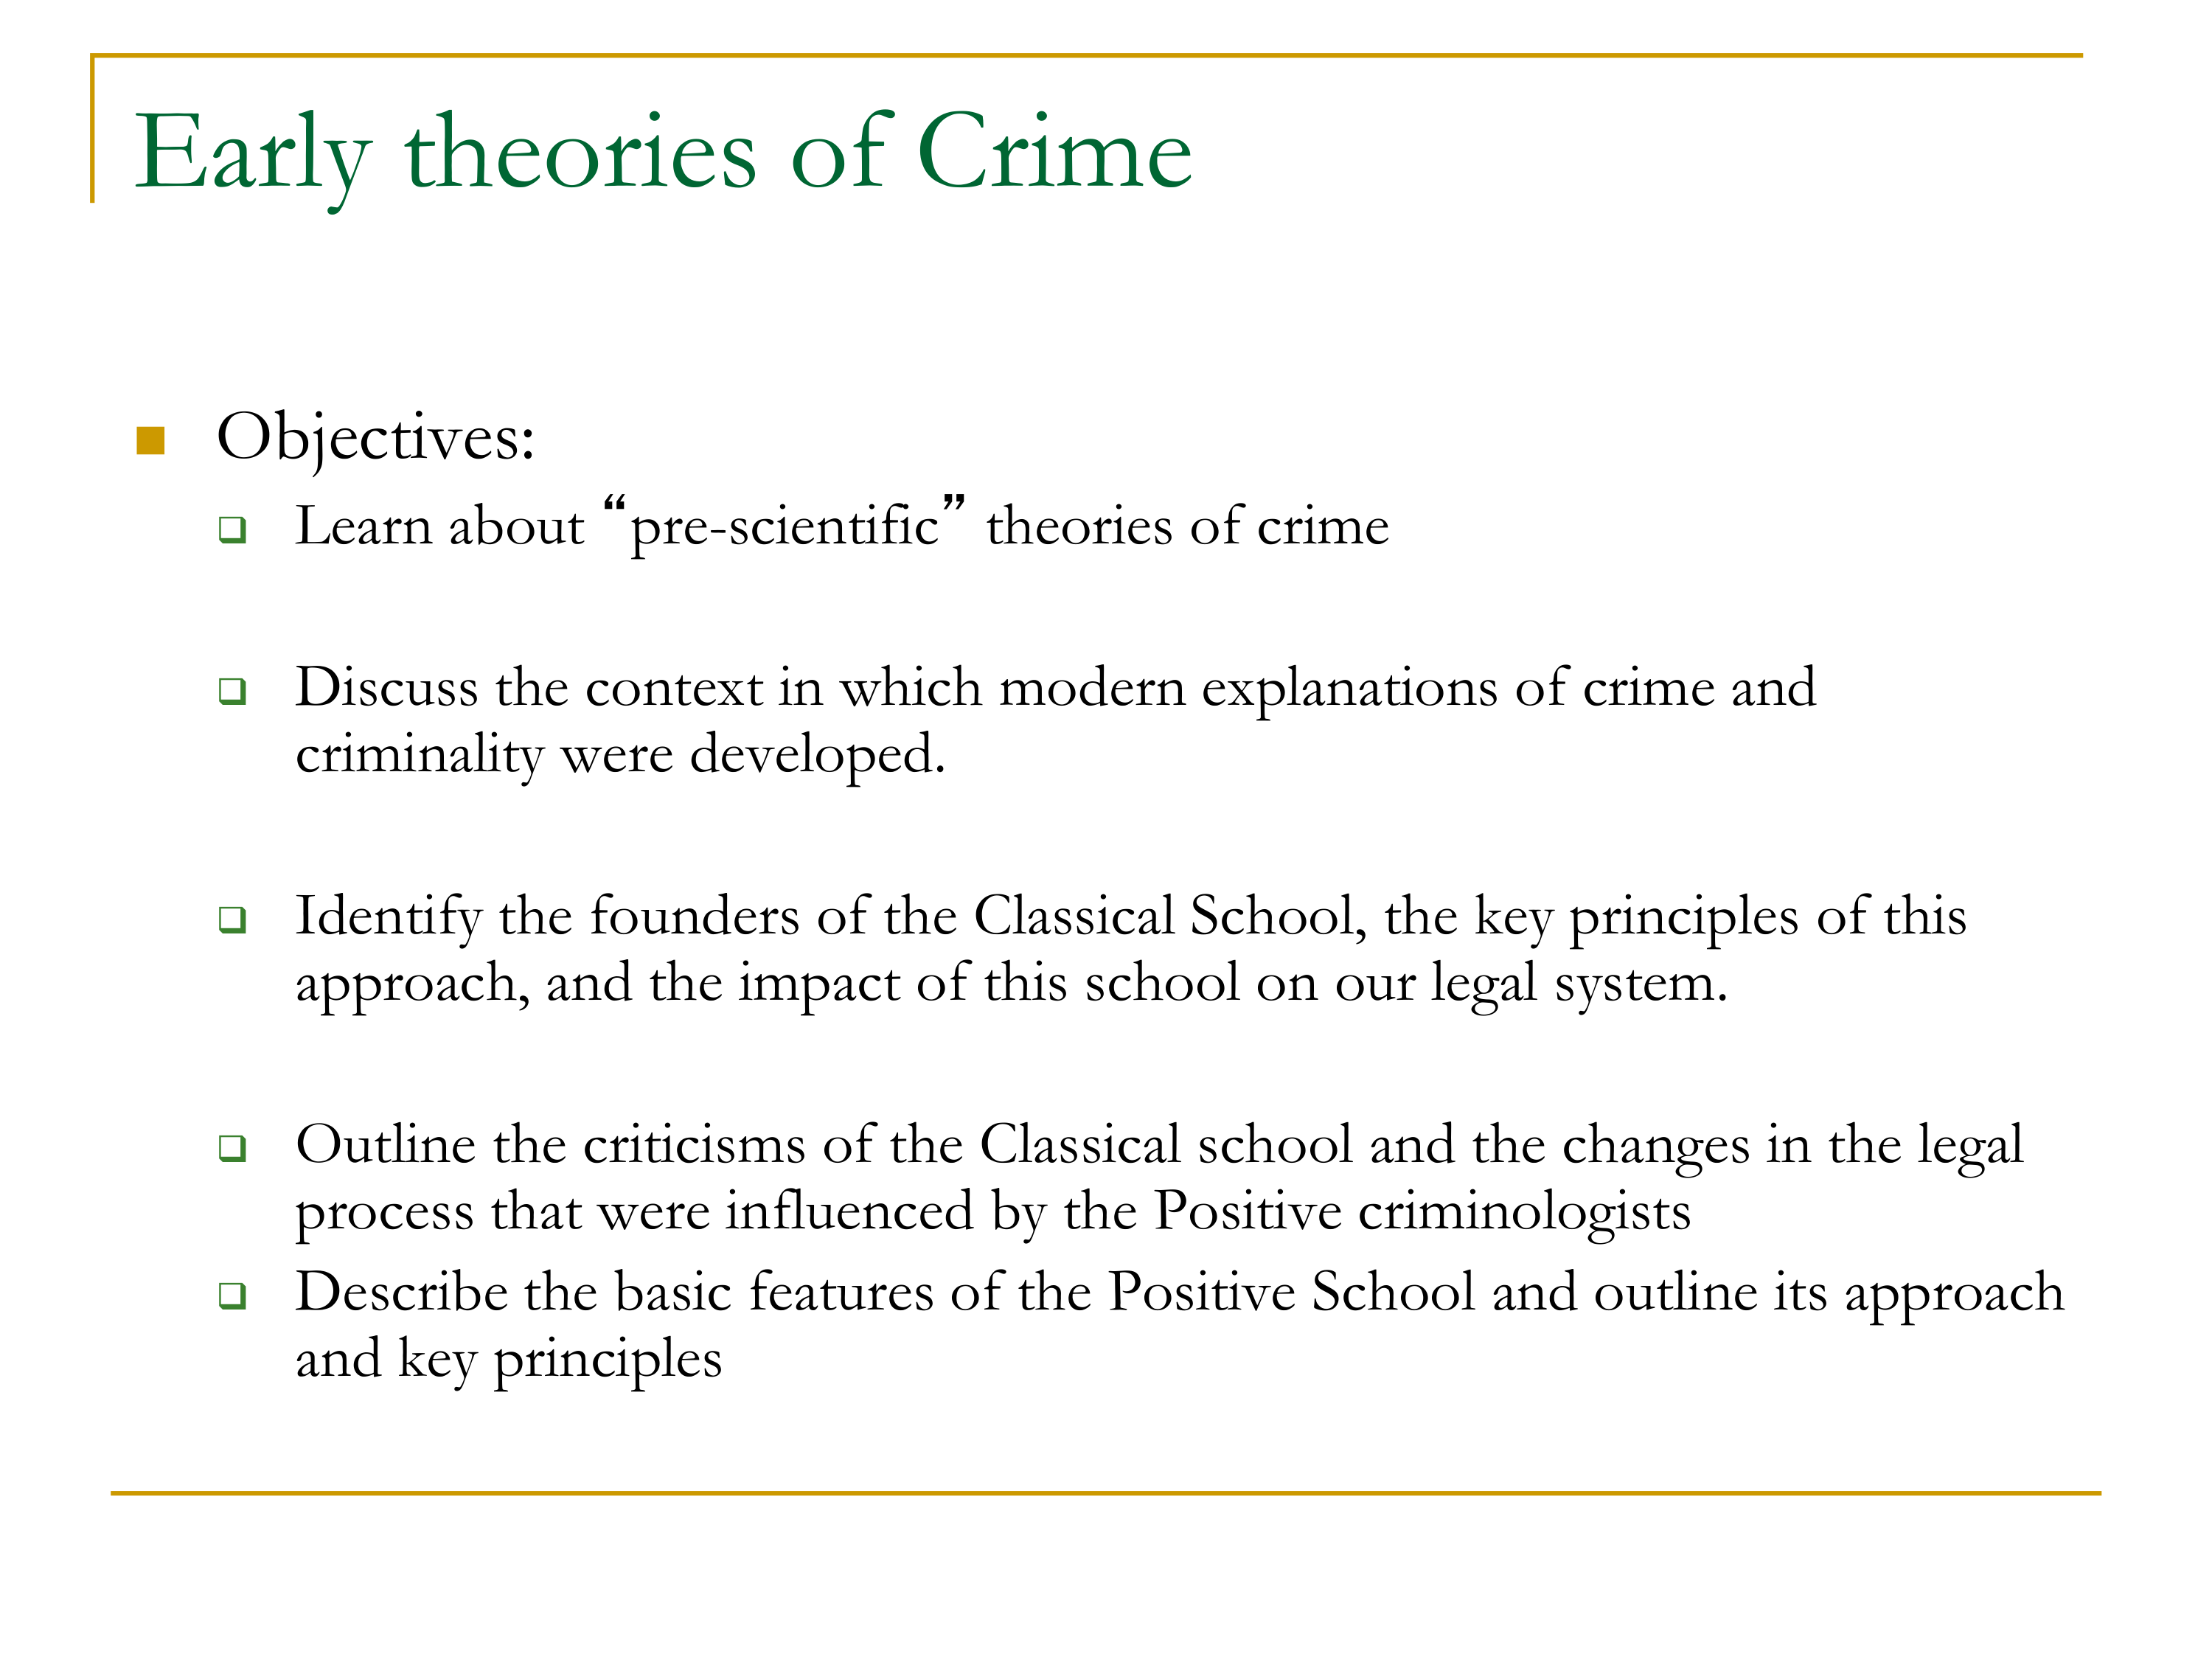 Early theories of Crime
Objectives:
Learn about “pre-scientific” theories of crime
Discuss the context in which modern explanations of crime and
criminality were developed.
Identify the founders of the Classical School, the key principles of this
approach, and the impact of this school on our legal system.
Outline the criticisms of the Classical school and the changes in the legal
process that were influenced by the Positive criminologists
Describe the basic features of the Positive School and outline its approach
and key principles